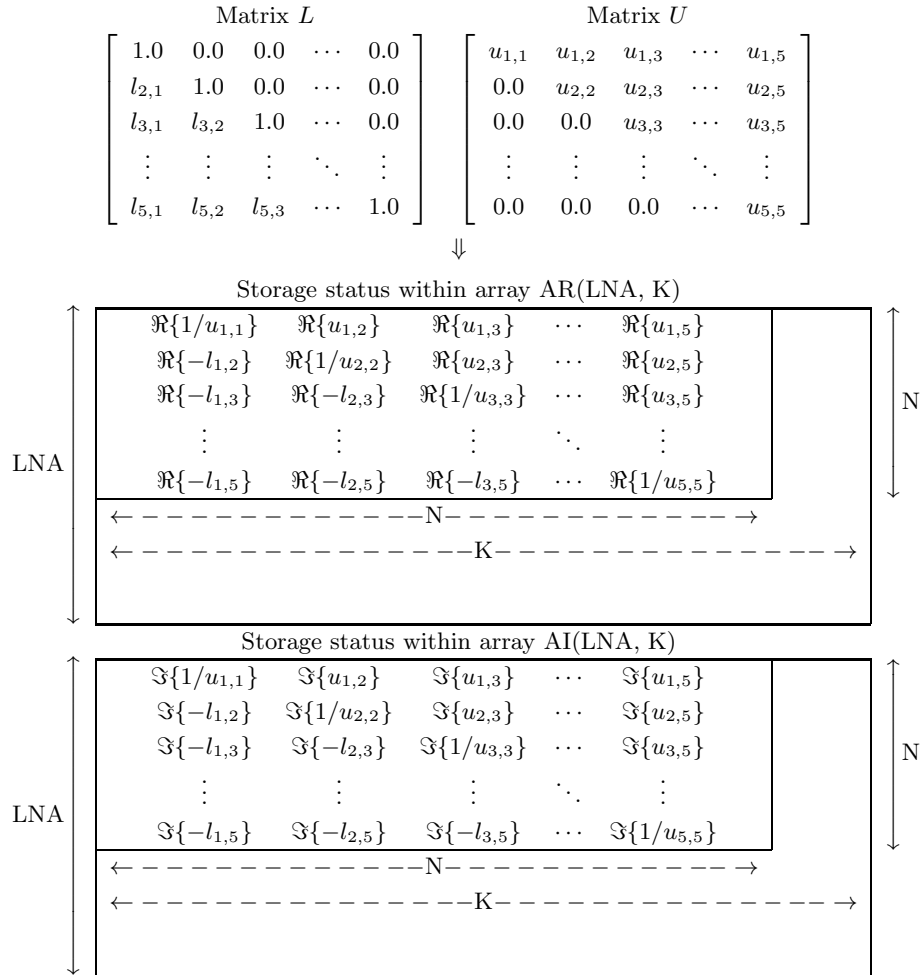 Matrix L Matrix U
1.0 0.0 0.0 ⋯ 0.0 u1,1 u1,2 u1,3 ⋯ u1,5
l2,1 1.0 0.0 ⋯ 0.0 0.0 u2,2 u2,3 ⋯ u2,5
l3,1 l3,2 1.0 ⋯ 0.0 0.0 0.0 u3,3 ⋯ u3,5
⋮ ⋮ ⋮ ⋱ ⋮ ⋮ ⋮ ⋮ ⋱ ⋮
l5,1 l5,2 l5,3 ⋯ 1.0 0.0 0.0 0.0 ⋯ u5,5
⇓
Storage status within array AR(LNA, K)
ℜ{1/u1,1} ℜ{u1,2} ℜ{u1,3} ⋯ ℜ{u1,5}
ℜ{−l1,2} ℜ{1/u2,2} ℜ{u2,3} ⋯ ℜ{u2,5}
ℜ{−l1,3} ℜ{−l2,3} ℜ{1/u3,3} ⋯ ℜ{u3,5}
N
⋮ ⋮ ⋮ ⋱ ⋮
LNA
ℜ{−l1,5} ℜ{−l2,5} ℜ{−l3,5} ⋯ ℜ{1/u5,5}
N
K
Storage status within array AI(LNA, K)
ℑ{1/u1,1} ℑ{u1,2} ℑ{u1,3} ⋯ ℑ{u1,5}
ℑ{−l1,2} ℑ{1/u2,2} ℑ{u2,3} ⋯ ℑ{u2,5}
ℑ{−l1,3} ℑ{−l2,3} ℑ{1/u3,3} ⋯ ℑ{u3,5}
N
⋮ ⋮ ⋮ ⋱ ⋮
LNA
ℑ{−l1,5} ℑ{−l2,5} ℑ{−l3,5} ⋯ ℑ{1/u5,5}
N
K